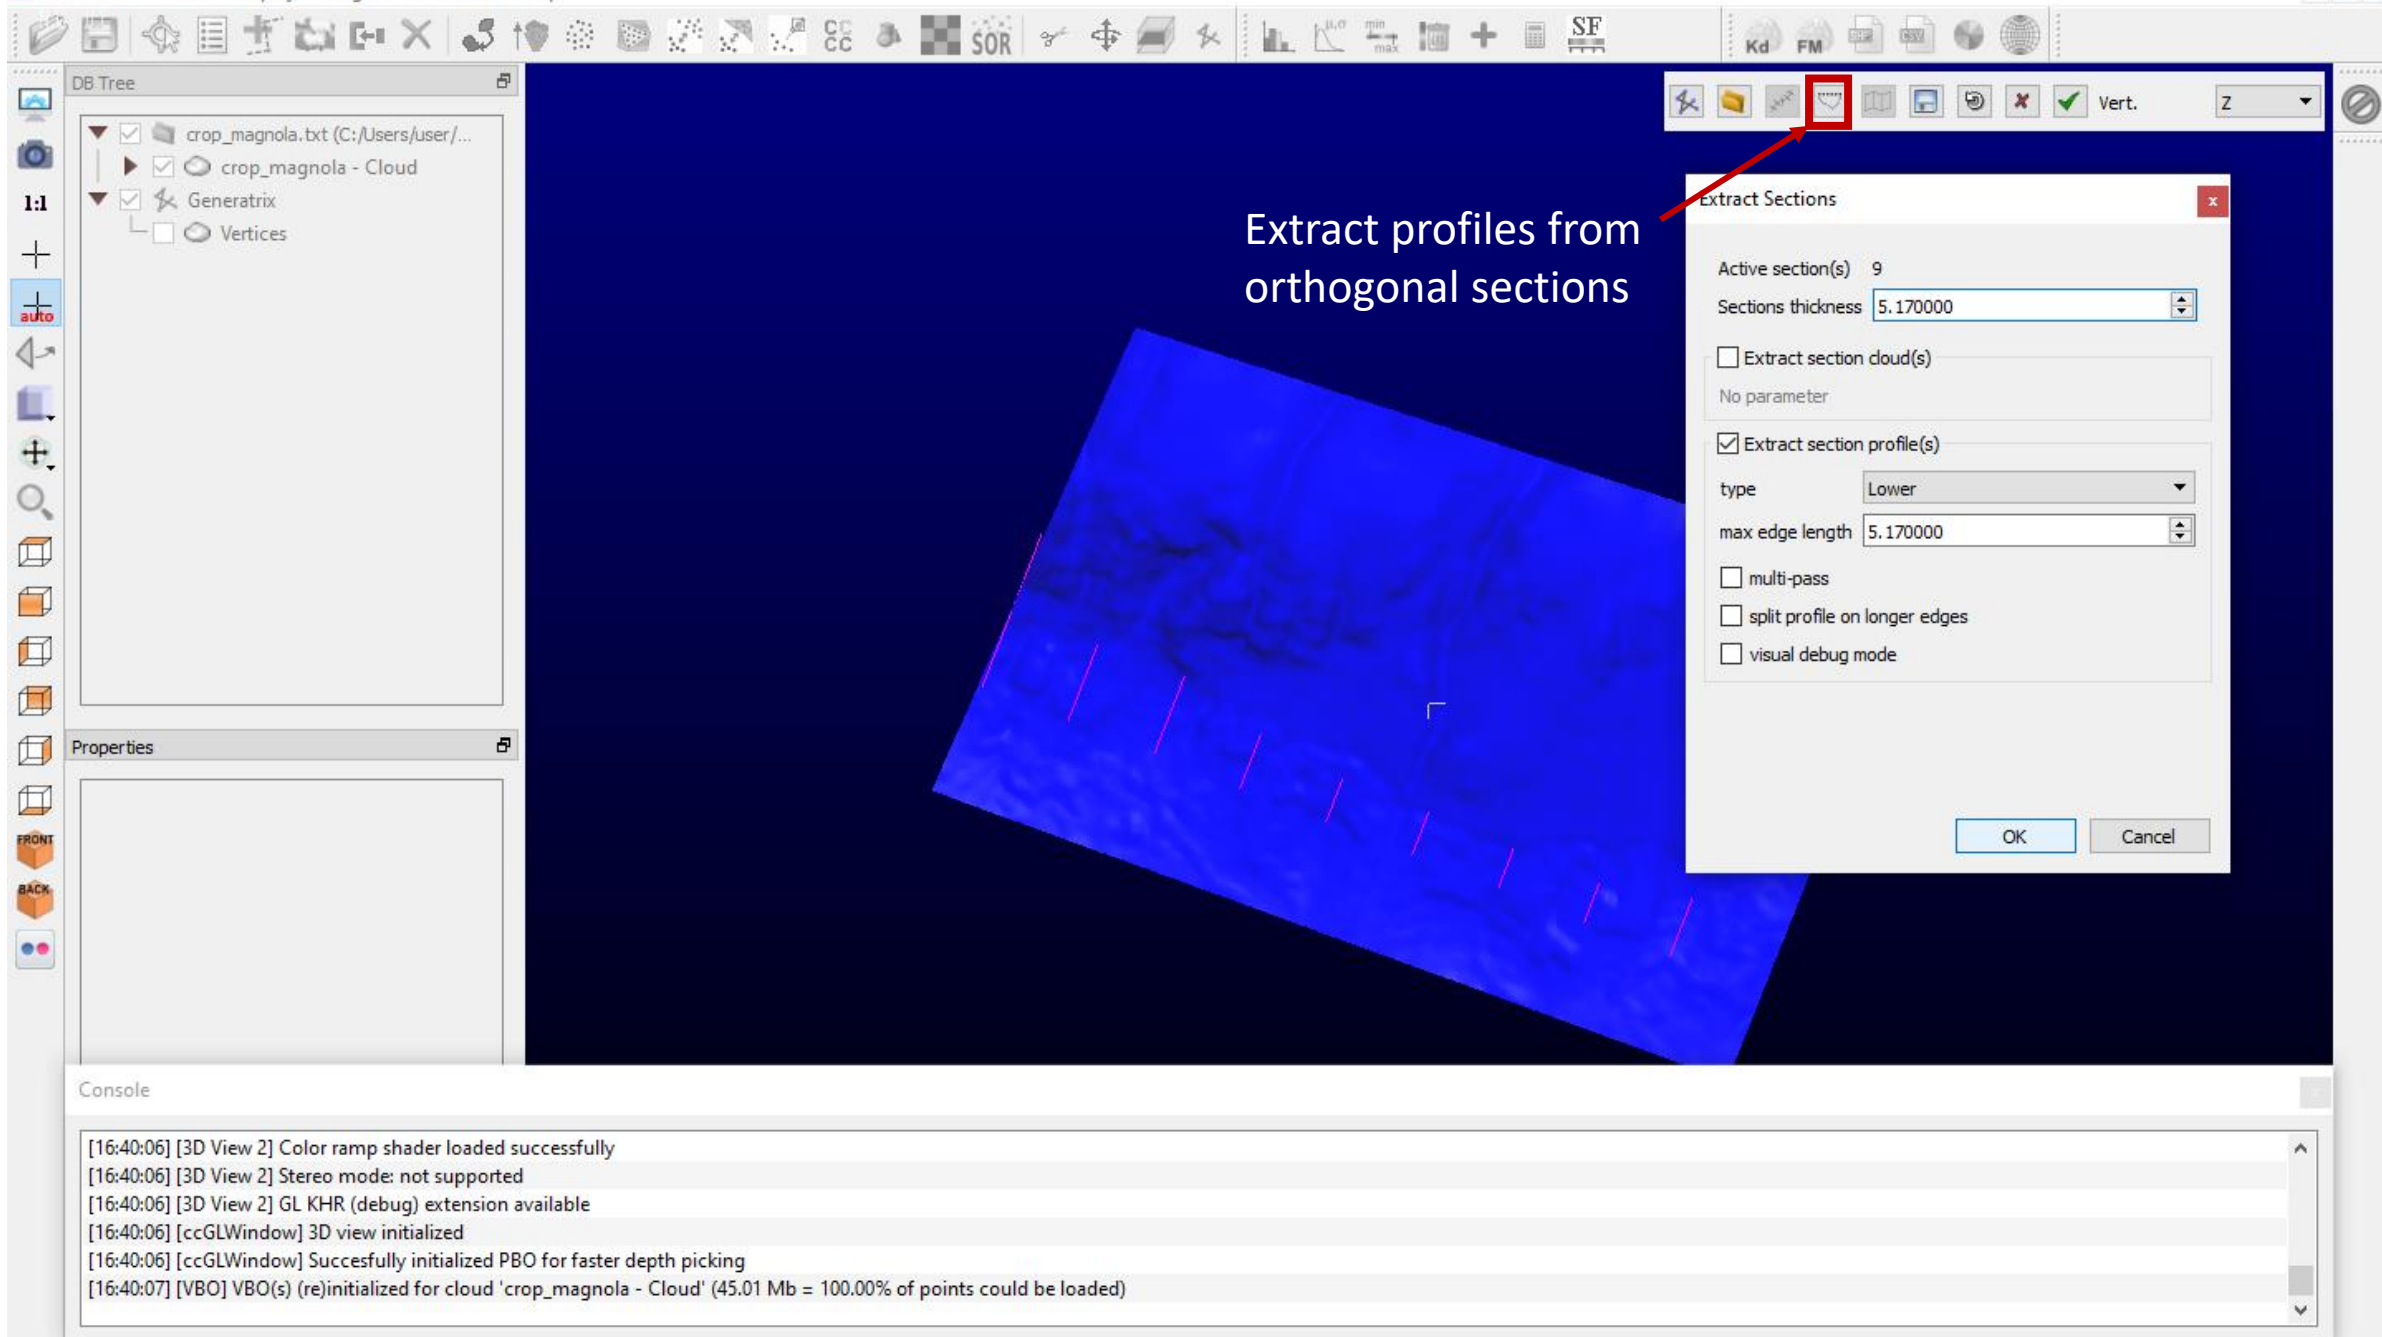 CC
CC
SOR
μ,σ
min
max
SF
Kd
FM
SHP
CSV
DB Tree
crop_magnola.txt (C:/Users/user/...
crop_magnola - Cloud
Generatrix
Vertices
1:1
auto
FRONT
BACK
Properties
Vert.
Z
Extract profiles from
orthogonal sections
Extract Sections
x
Active section(s) 9
Sections thickness 5.170000
Extract section cloud(s)
No parameter
Extract section profile(s)
type Lower
max edge length 5.170000
multi-pass
split profile on longer edges
visual debug mode
OK Cancel
Console
[16:40:06] [3D View 2] Color ramp shader loaded successfully
[16:40:06] [3D View 2] Stereo mode: not supported
[16:40:06] [3D View 2] GL KHR (debug) extension available
[16:40:06] [ccGLWindow] 3D view initialized
[16:40:06] [ccGLWindow] Succesfully initialized PBO for faster depth picking
[16:40:07] [VBO] VBO(s) (re)initialized for cloud 'crop_magnola - Cloud' (45.01 Mb = 100.00% of points could be loaded)